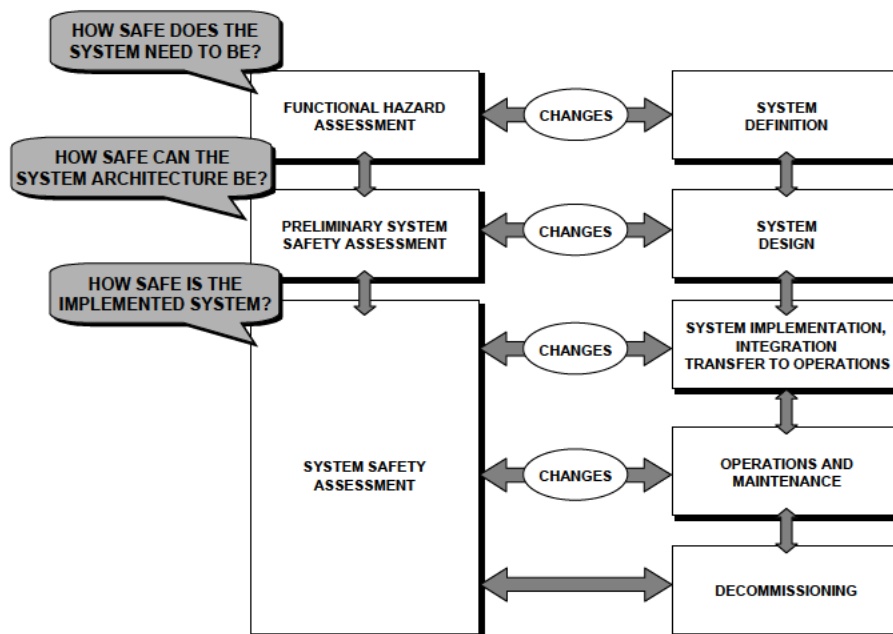 HOW SAFE DOES THE
SYSTEM NEED TO BE?
FUNCTIONAL HAZARD
ASSESSMENT
CHANGES
SYSTEM
DEFINITION
HOW SAFE CAN THE
SYSTEM ARCHITECTURE BE?
PRELIMINARY SYSTEM
SAFETY ASSESSMENT
CHANGES
SYSTEM
DESIGN
HOW SAFE IS THE
IMPLEMENTED SYSTEM?
SYSTEM SAFETY
ASSESSMENT
CHANGES
SYSTEM IMPLEMENTATION,
INTEGRATION
TRANSFER TO OPERATIONS
CHANGES
OPERATIONS AND
MAINTENANCE
DECOMMISSIONING